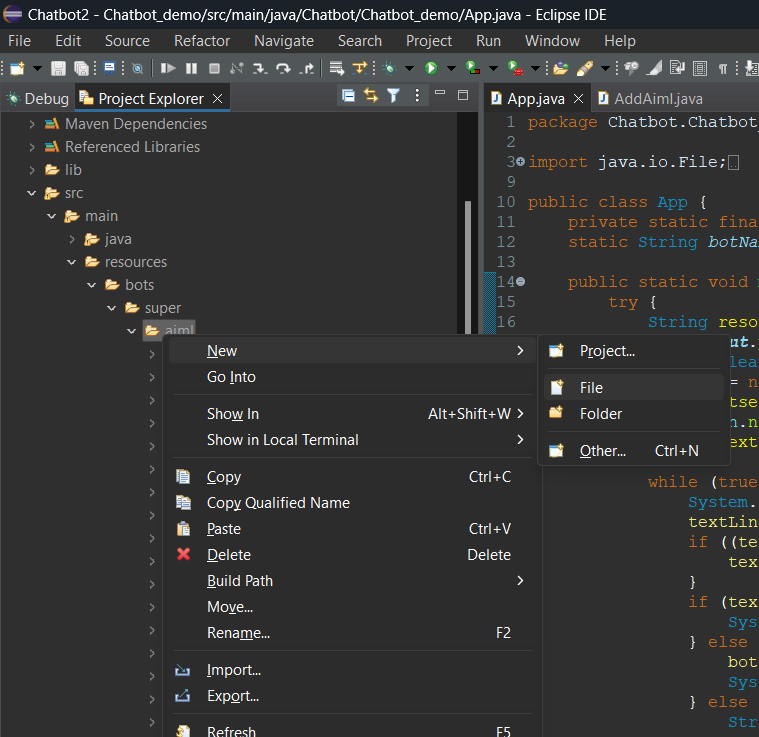 Chatbot2 - Chatbot_demo/src/main/java/Chatbot/Chatbot_demo/App.java - Eclipse IDE
File Edit Source Refactor Navigate Search Project Run Window Help
Debug Project Explorer
App.java AddAiml.java
Maven Dependencies
Referenced Libraries
lib
src
main
java
resources
bots
super
aiml
New
Go Into
Show In Alt+Shift+W
Show in Local Terminal
Copy Ctrl+C
Copy Qualified Name
Paste Ctrl+V
Delete Delete
Build Path
Move...
Rename... F2
Import...
Export...
Refresh F5
Project...
File
Folder
Other... Ctrl+N
1 package Chatbot.Chatbot_
2
3 import java.io.File;
9
10 public class App {
11 private static fina
12 static String botNa
13
14 public static void
15 try {
16 String reso
ut.
lea
= n
tse
n.n
ext
while (true
System.
textLin
if ((te
tex
}
if (tex
Sys
} else
bot
Sys
} else
Str